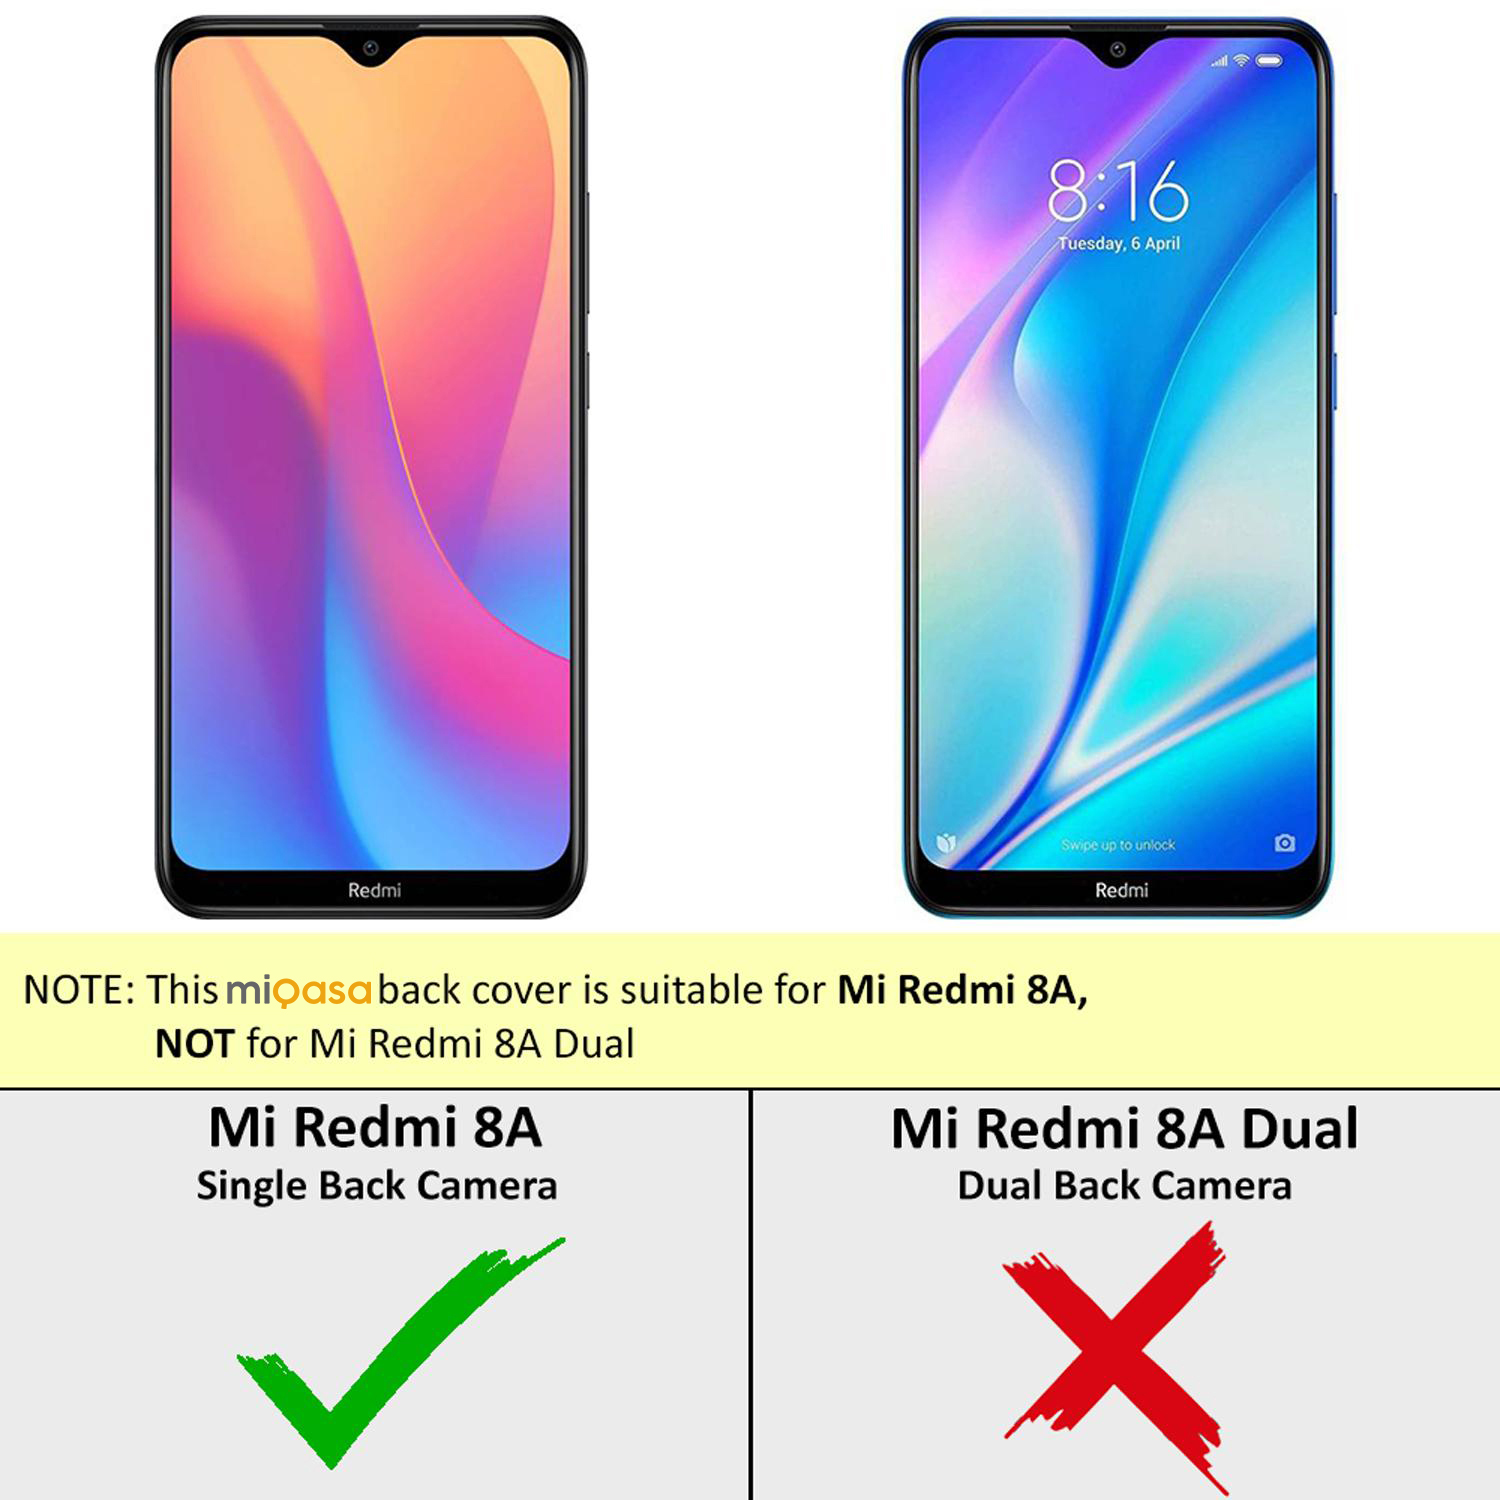 8:16
Tuesday, 6 April
Swipe up to unlock
Redmi
Redmi
NOTE: This miQasa back cover is suitable for Mi Redmi 8A,
NOT for Mi Redmi 8A Dual
Mi Redmi 8A
Single Back Camera
Mi Redmi 8A Dual
Dual Back Camera